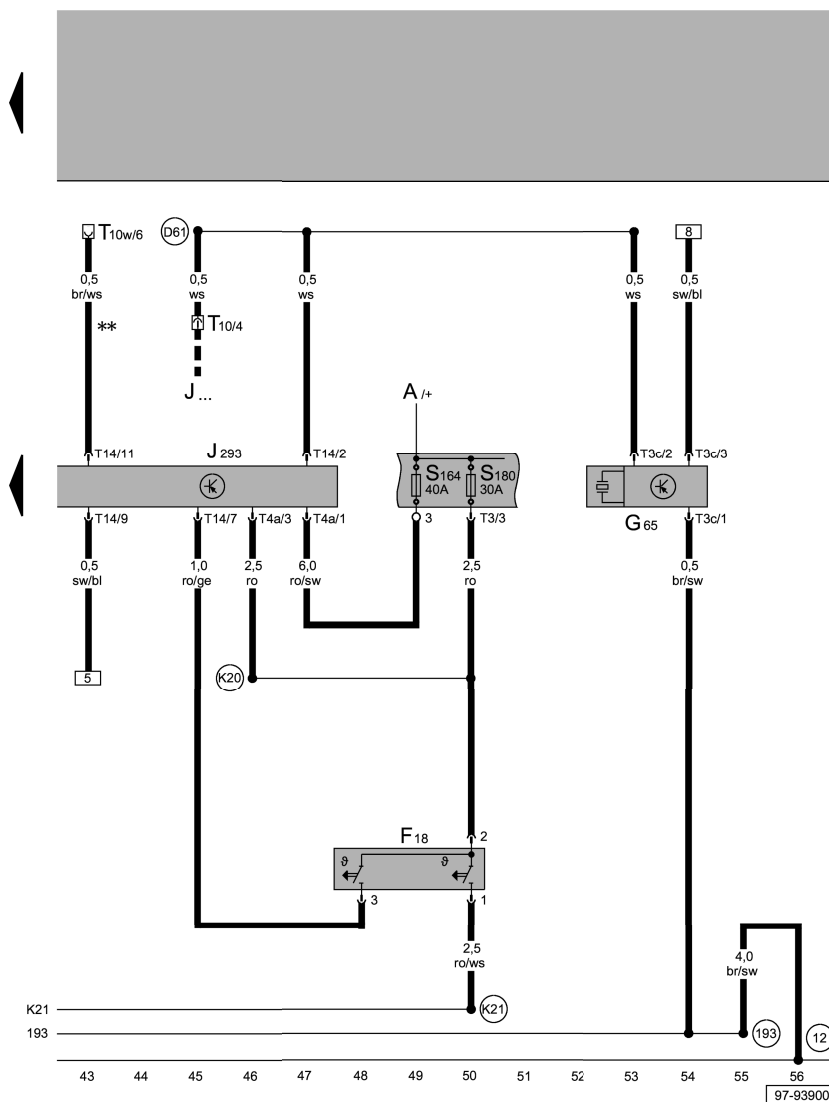 T10w/6
D61
8
0,5
br/ws
0,5
ws
0,5
ws
0,5
ws
0,5
sw/bl
**
T10/4
J ...
A /+
T14/11
J 293
T14/2
S164
40A
S180
30A
T3c/2
T3c/3
T14/9
T14/7
T4a/3
T4a/1
3
T3/3
G 65
T3c/1
0,5
sw/bl
1,0
ro/ge
2,5
ro
6,0
ro/sw
2,5
ro
0,5
br/sw
5
K20
F 18
2
ϑ
ϑ
3
1
2,5
ro/ws
4,0
br/sw
K21
K21
193
193
12
43 44 45 46 47 48 49 50 51 52 53 54 55 56
97-93900